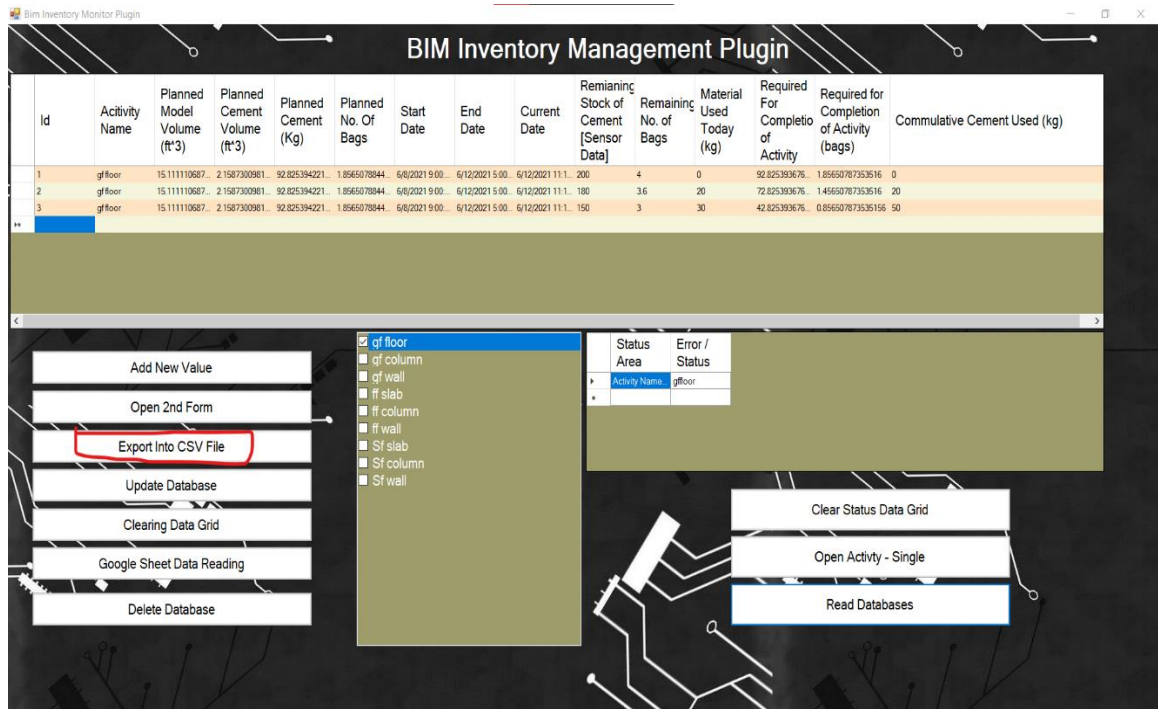 Bim Inventory Monitor Plugin
BIM Inventory Management Plugin
Id
Acitivity
Name
Planned
Model
Volume
(ft^3)
Planned
Cement
Volume
(ft^3)
Planned
Cement
(Kg)
Planned
No. Of
Bags
Start
Date
End
Date
Current
Date
Remianing
Stock of
Cement
[Sensor
Data]
Remaining
No. of
Bags
Material
Used
Today
(kg)
Required
For
Completio
of
Activity
Required for
Completion
of Activity
(bags)
Commulative Cement Used (kg)
1 gf floor 15.111110687... 2.1587300981... 92.825394221... 1.8565078844... 6/8/2021 9:00:... 6/12/2021 5:00... 6/12/2021 11:1... 200 4 0 92.825393676... 1.8565078735 3516 0
2 gf floor 15.111110687... 2.1587300981... 92.825394221... 1.8565078844... 6/8/2021 9:00:... 6/12/2021 5:00... 6/12/2021 11:1... 180 3.6 20 72.825393676... 1.4565078735 3516 20
3 gf floor 15.111110687... 2.1587300981... 92.825394221... 1.8565078844... 6/8/2021 9:00:... 6/12/2021 5:00... 6/12/2021 11:1... 150 3 30 42.825393676... 0.856507873535156 50
Add New Value
Open 2nd Form
Export Into CSV File
Update Database
Clearing Data Grid
Google Sheet Data Reading
Delete Database
gf floor
gf column
gf wall
ff slab
ff column
ff wall
Sf slab
Sf column
Sf wall
Status
Area
Error /
Status
Activity Name... gffloor
Clear Status Data Grid
Open Activty - Single
Read Databases